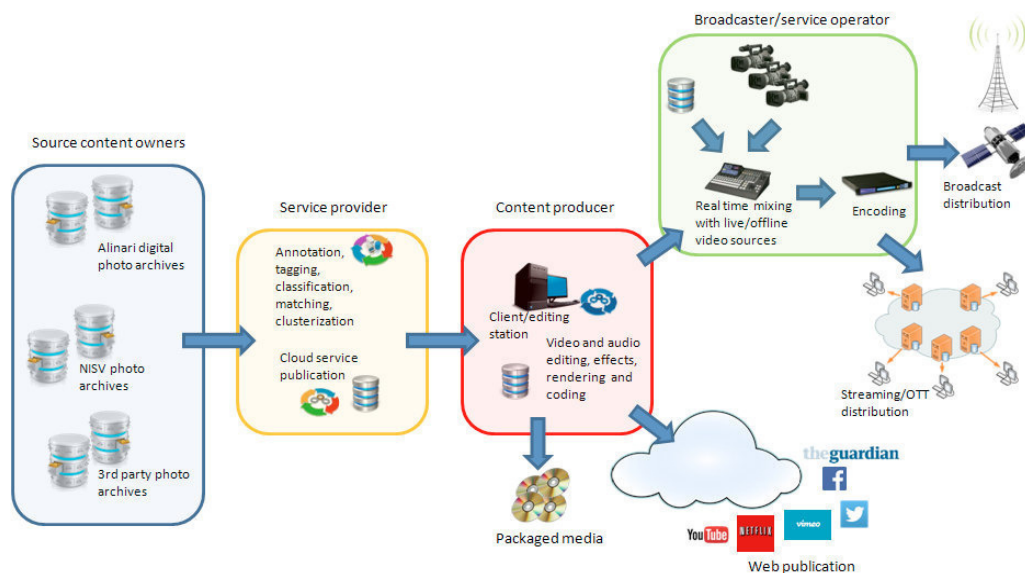 Broadcaster/service operator
Source content owners
Alinari digital
photo archives
NISV photo
archives
3rd party photo
archives
Service provider
Annotation,
tagging,
classification,
matching,
clusterization
Cloud service
publication
Content producer
Client/editing
station
Video and audio
editing, effects,
rendering and
coding
Real time mixing
with live/offline
video sources
Encoding
Broadcast
distribution
Streaming/OTT
distribution
Packaged media
theguardian
f
YouTube
NETFLIX
vimeo
Web publication